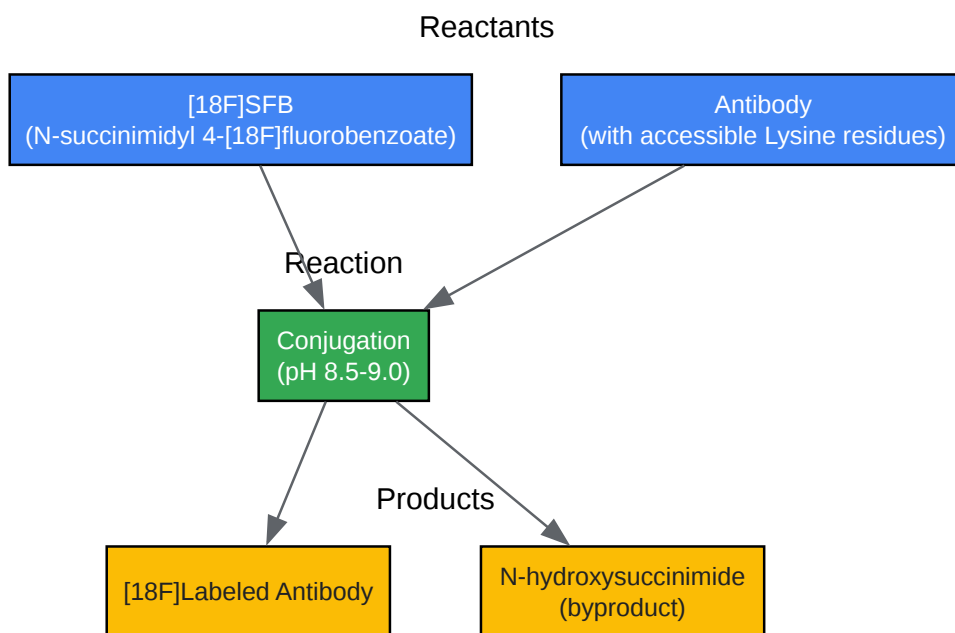 Reactants
[18F]SFB
(N-succinimidyl 4-[18F]fluorobenzoate)
Antibody
(with accessible Lysine residues)
Reaction
Conjugation
(pH 8.5-9.0)
Products
[18F]Labeled Antibody
N-hydroxysuccinimide
(byproduct)